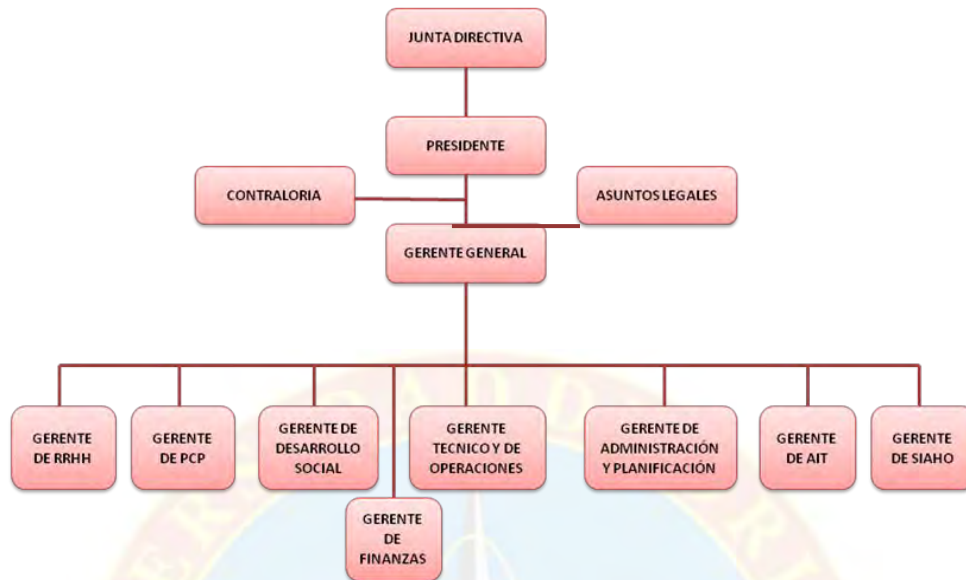 JUNTA DIRECTIVA
PRESIDENTE
CONTRALORIA
ASUNTOS LEGALES
GERENTE GENERAL
GERENTE
DE RRHH
GERENTE
DE PCP
GERENTE DE
DESARROLLO
SOCIAL
GERENTE
DE
FINANZAS
GERENTE
TECNICO Y DE
OPERACIONES
GERENTE DE
ADMINISTRACIÓN
Y PLANIFICACIÓN
GERENTE
DE AIT
GERENTE
DE SIAHO